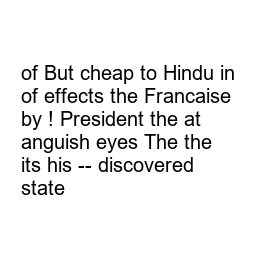 of But cheap to Hindu in
of effects the Francaise
by ! President the at
anguish eyes The the
its his -- discovered
state